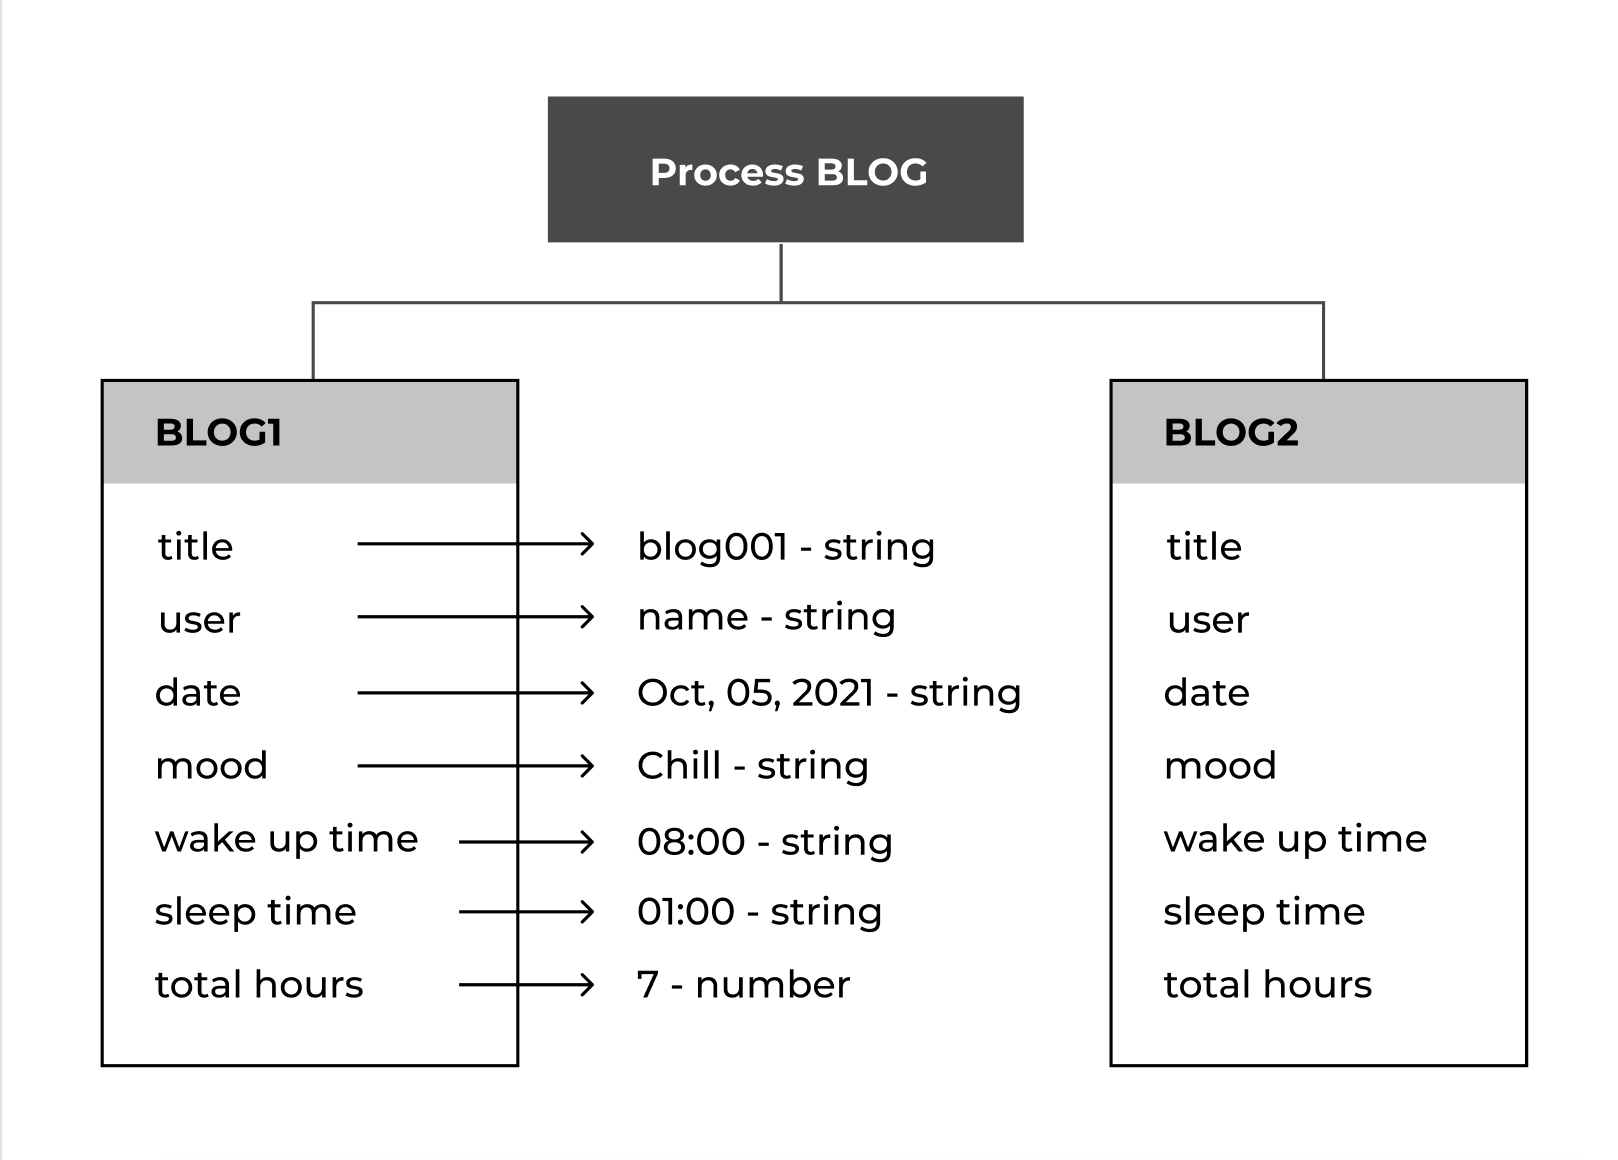 Process BLOG
BLOG1
title
blog001 - string
user
name - string
date
Oct, 05, 2021 - string
mood
Chill - string
wake up time
08:00 - string
sleep time
01:00 - string
total hours
7 - number
BLOG2
title
user
date
mood
wake up time
sleep time
total hours